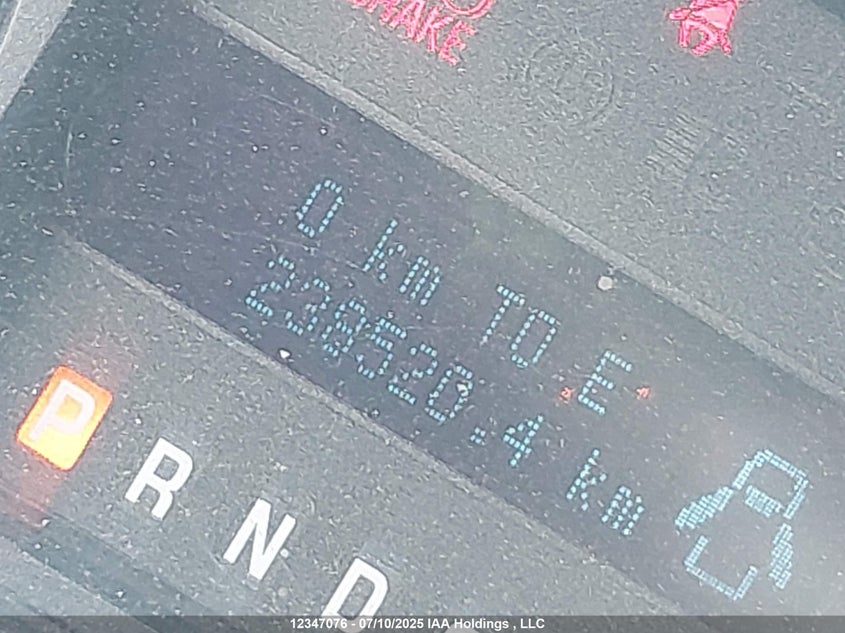 BRAKE
0 km TO E
238520.4 km
P R N D
12347076 - 07/10/2025 IAA Holdings , LLC